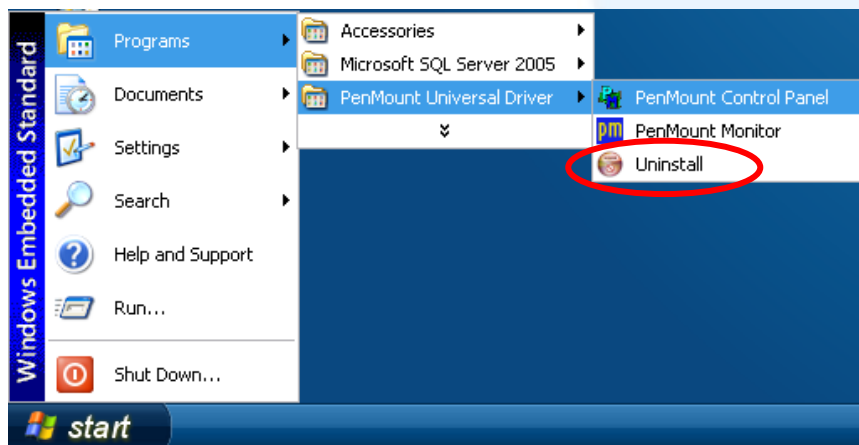 Windows Embedded Standard
Programs
Documents
Settings
Search
Help and Support
Run...
Shut Down...
Accessories
Microsoft SQL Server 2005
PenMount Universal Driver
PenMount Control Panel
pm PenMount Monitor
Uninstall
start